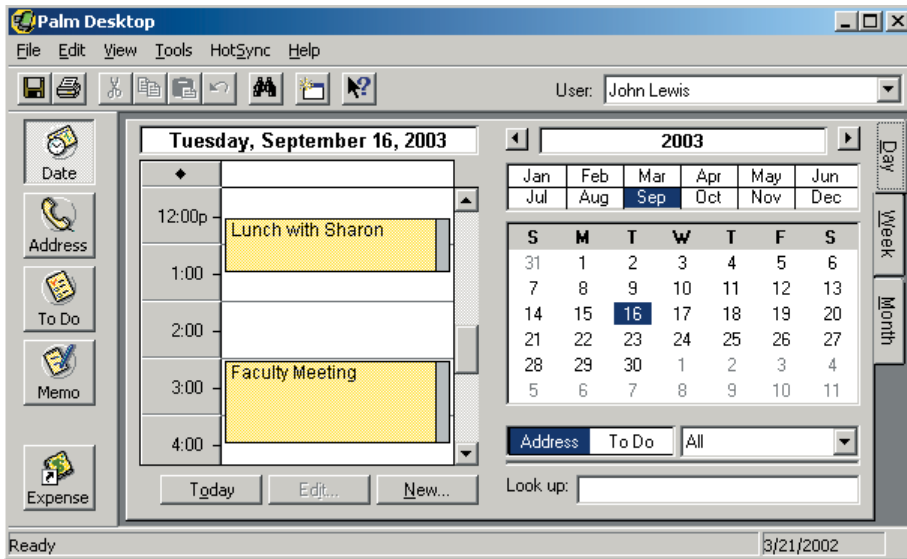 Palm Desktop
File Edit View Tools HotSync Help
User: John Lewis
Date
Address
To Do
Memo
Expense
Tuesday, September 16, 2003
12:00p
Lunch with Sharon
1:00
2:00
Faculty Meeting
3:00
4:00
Today Edit... New...
2003
Jan Feb Mar Apr May Jun
Jul Aug Sep Oct Nov Dec
S M T W T F S
31 1 2 3 4 5 6
7 8 9 10 11 12 13
14 15 16 17 18 19 20
21 22 23 24 25 26 27
28 29 30 1 2 3 4
5 6 7 8 9 10 11
Address To Do All
Look up:
Day
Week
Month
Ready 3/21/2002